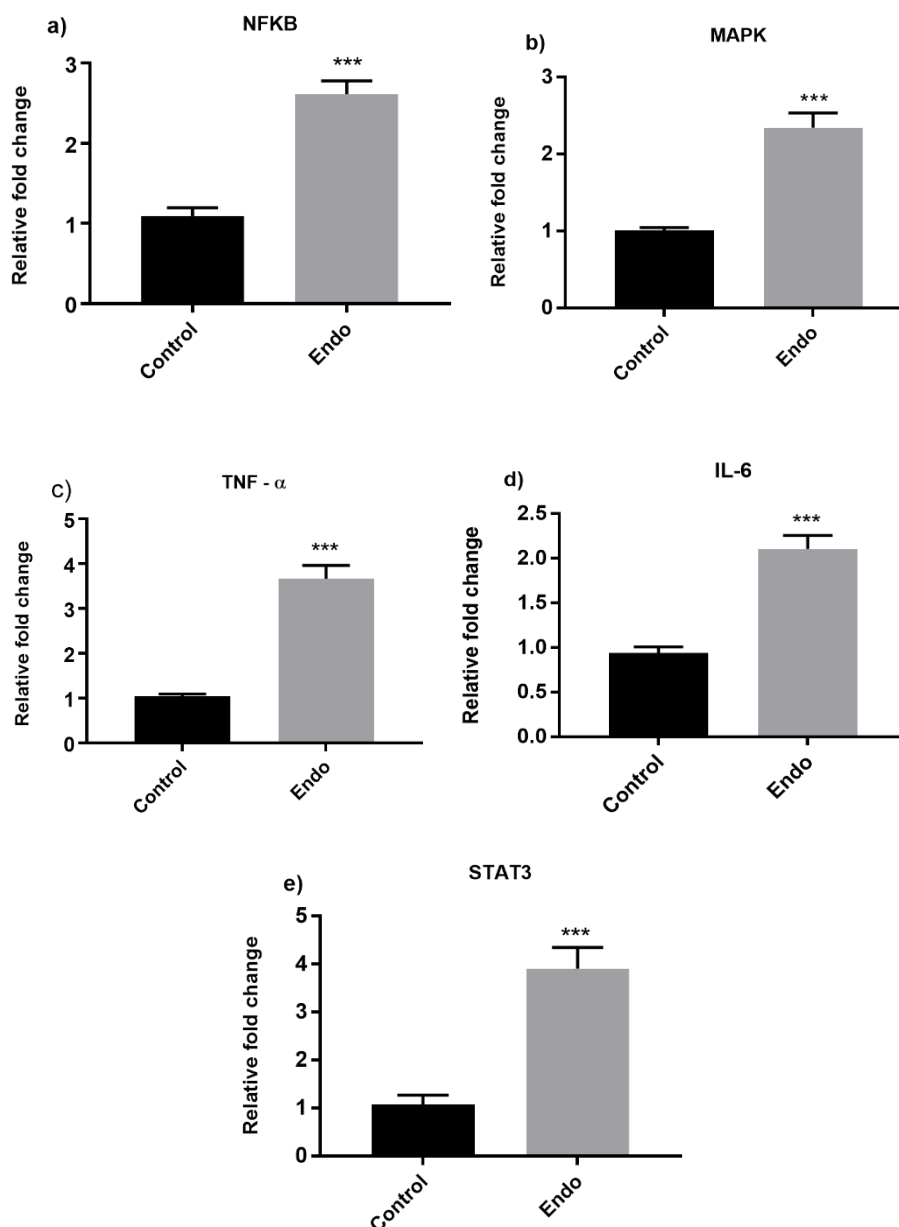 a)
NFKB
Relative fold change
3
2
1
0
***
Control
Endo
b)
MAPK
Relative fold change
3
2
1
0
***
Control
Endo
c)
TNF - α
Relative fold change
5
4
3
2
1
0
***
Control
Endo
d)
IL-6
Relative fold change
2.5
2.0
1.5
1.0
0.5
0.0
***
Control
Endo
e)
STAT3
Relative fold change
5
4
3
2
1
0
***
Control
Endo